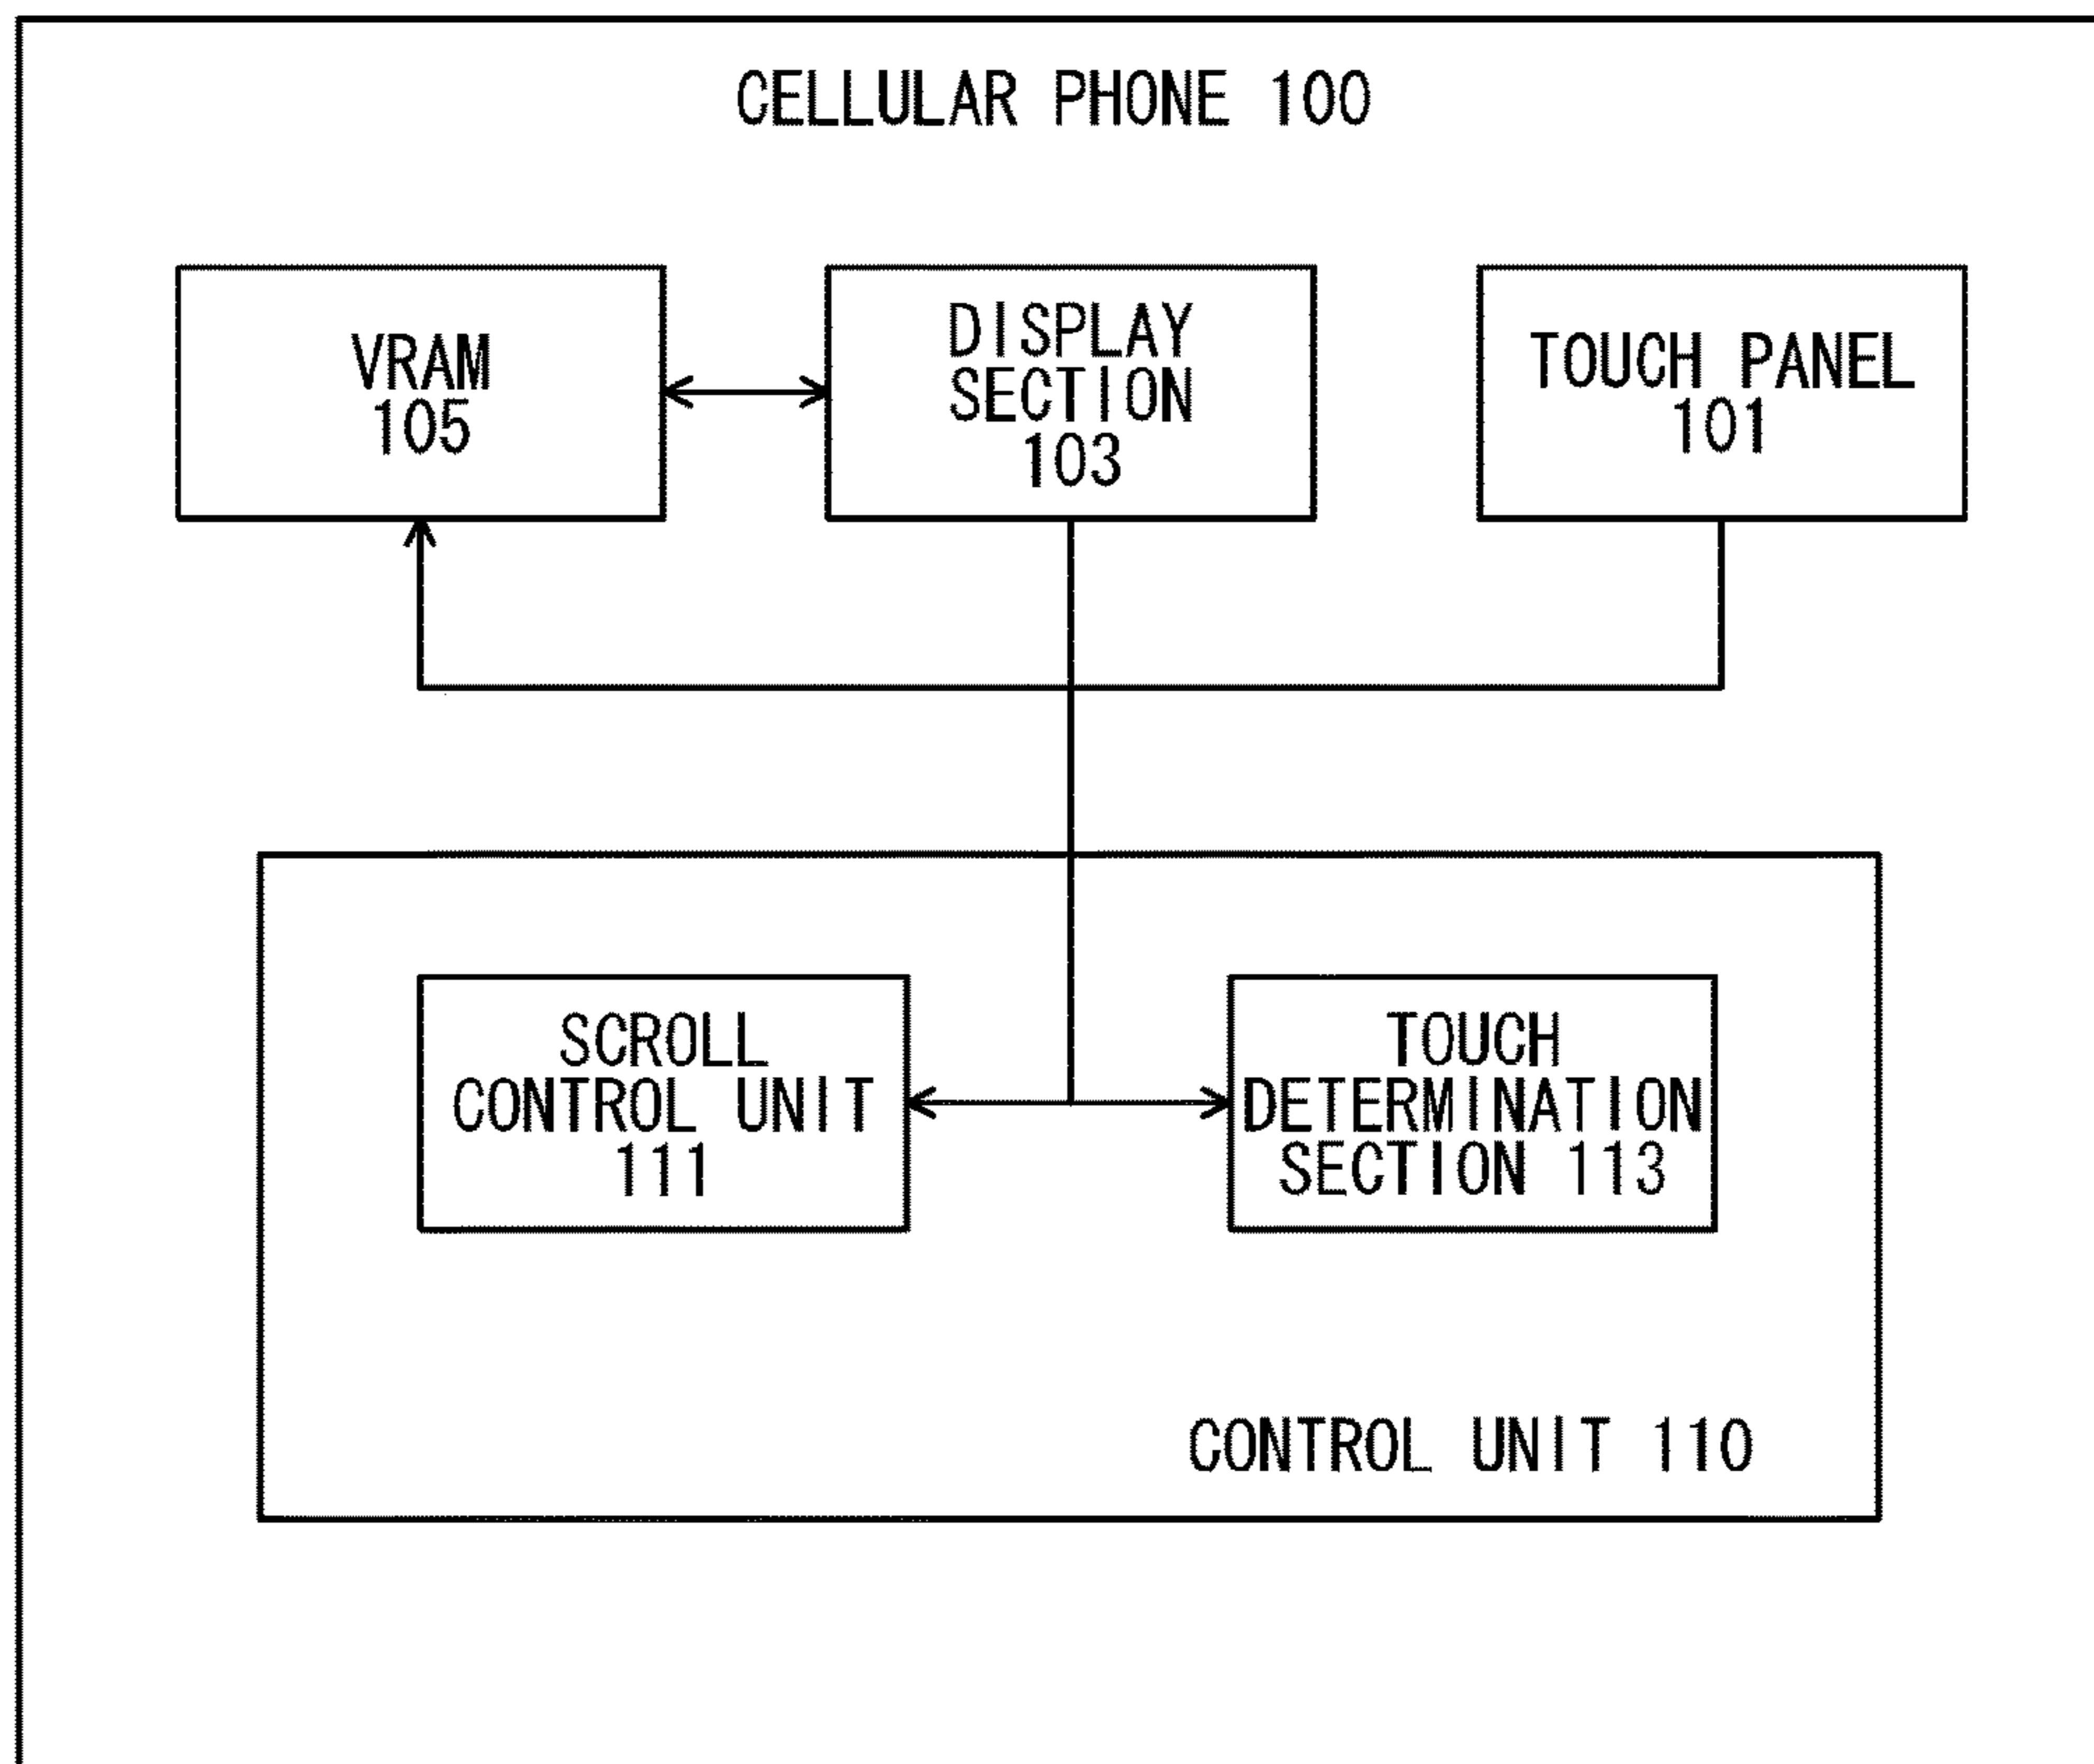 CELLULAR PHONE 100
VRAM
105
DISPLAY
SECTION
103
TOUCH PANEL
101
SCROLL
CONTROL UNIT
111
TOUCH
DETERMINATION
SECTION 113
CONTROL UNIT 110